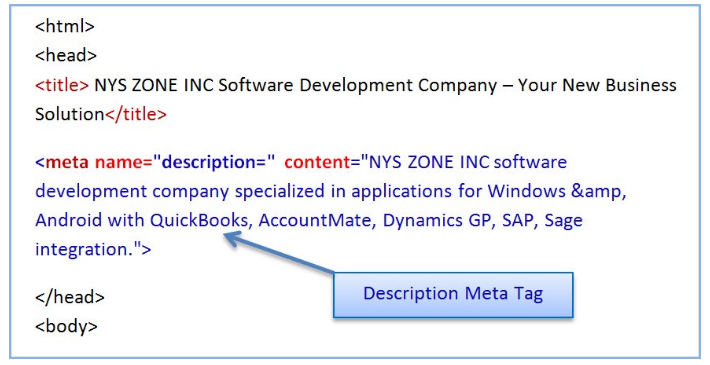 <html>
<head>
<title> NYS ZONE INC Software Development Company – Your New Business
Solution</title>
<meta name="description=" content="NYS ZONE INC software
development company specialized in applications for Windows &amp,
Android with QuickBooks, AccountMate, Dynamics GP, SAP, Sage
integration.">
Description Meta Tag
</head>
<body>